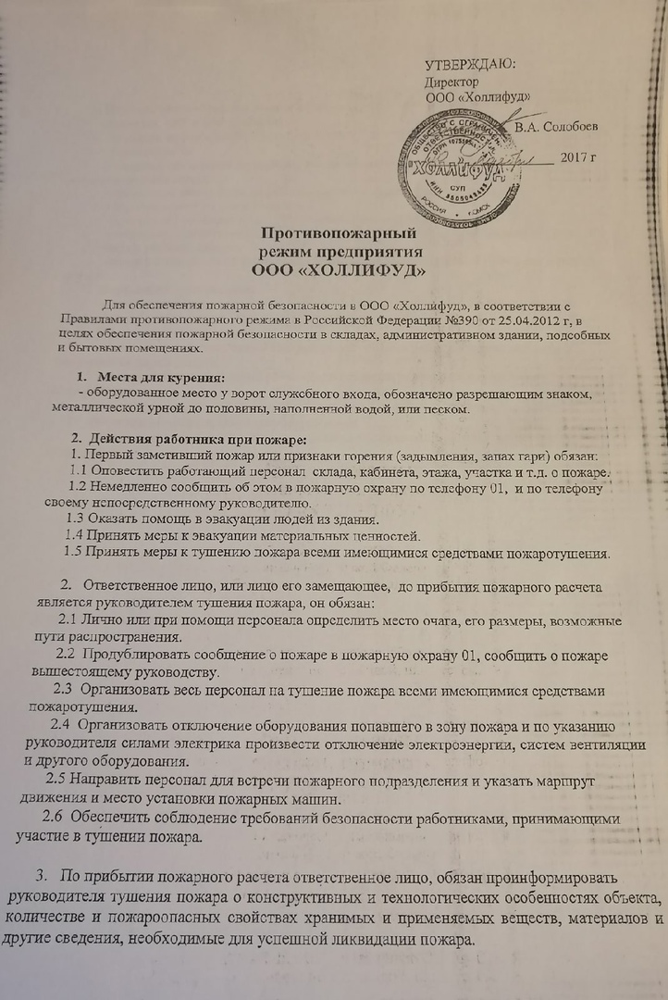 УТВЕРЖДАЮ:
Директор
ООО «Холлифуд»
В.А. Солобоев
2017 г
ОБЩЕСТВО С ОГРАНИЧЕН
ОТВЕТСТВЕННОСТ
ОГРН
"ХОЛЛИФУД"
СУП
ИНН
РОССИЯ • ОМСК
Противопожарный
режим предприятия
ООО «ХОЛЛИФУД»
Для обеспечения пожарной безопасности в ООО «Холлифуд», в соответствии с
Правилами противопожарного режима в Российской Федерации №390 от 25.04.2012 г, в
целях обеспечения пожарной безопасности в складах, административном здании, подсобных
и бытовых помещениях.
1. Места для курения:
- оборудованное место у ворот служебного входа, обозначено разрешающим знаком,
металлической урной до половины, наполненной водой, или песком.
2. Действия работника при пожаре:
1. Первый заметивший пожар или признаки горения (задымления, запах гари) обязан:
1.1 Оповестить работающий персонал склада, кабинета, этажа, участка и т.д. о пожаре.
1.2 Немедленно сообщить об этом в пожарную охрану по телефону 01, и по телефону
своему непосредственному руководителю.
1.3 Оказать помощь в эвакуации людей из здания.
1.4 Принять меры к эвакуации материальных ценностей.
1.5 Принять меры к тушению пожара всеми имеющимися средствами пожаротушения.
2. Ответственное лицо, или лицо его замещающее, до прибытия пожарного расчета
является руководителем тушения пожара, он обязан:
2.1 Лично или при помощи персонала определить место очага, его размеры, возможные
пути распространения.
2.2 Продублировать сообщение о пожаре в пожарную охрану 01, сообщить о пожаре
вышестоящему руководству.
2.3 Организовать весь персонал на тушение пожара всеми имеющимися средствами
пожаротушения.
2.4 Организовать отключение оборудования попавшего в зону пожара и по указанию
руководителя силами электрика произвести отключение электроэнергии, систем вентиляции
и другого оборудования.
2.5 Направить персонал для встречи пожарного подразделения и указать маршрут
движения и место установки пожарных машин.
2.6 Обеспечить соблюдение требований безопасности работниками, принимающими
участие в тушении пожара.
3. По прибытии пожарного расчета ответственное лицо, обязан проинформировать
руководителя тушения пожара о конструктивных и технологических особенностях объекта,
количестве и пожароопасных свойствах хранимых и применяемых веществ, материалов и
другие сведения, необходимые для успешной ликвидации пожара.